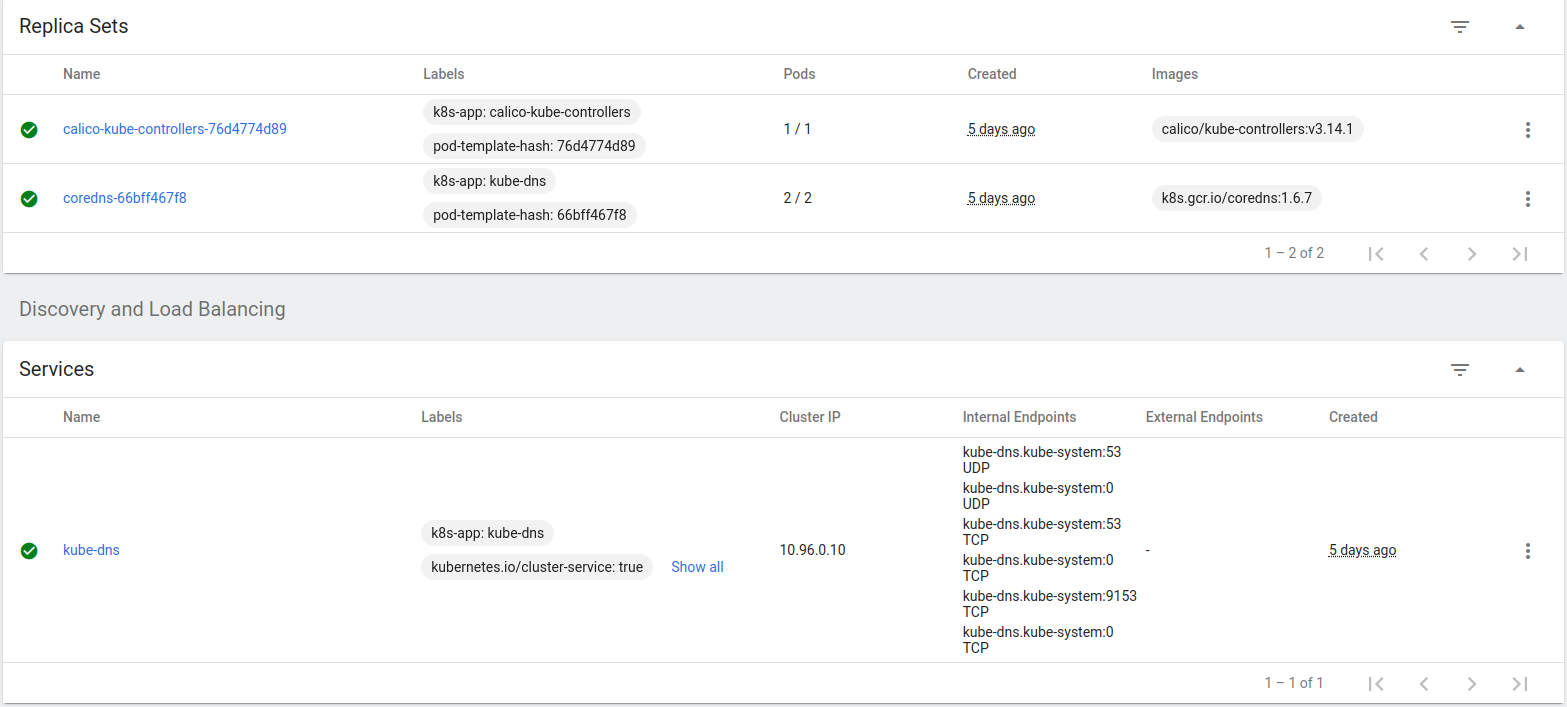 Replica Sets
Name Labels Pods Created Images
k8s-app: calico-kube-controllers
calico-kube-controllers-76d4774d89 1 / 1 5 days ago calico/kube-controllers:v3.14.1
pod-template-hash: 76d4774d89
k8s-app: kube-dns
coredns-66bff467f8 2 / 2 5 days ago k8s.gcr.io/coredns:1.6.7
pod-template-hash: 66bff467f8
1 – 2 of 2
Discovery and Load Balancing
Services
Name Labels Cluster IP Internal Endpoints External Endpoints Created
kube-dns.kube-system:53
UDP
kube-dns.kube-system:0
UDP
kube-dns.kube-system:53
k8s-app: kube-dns
TCP
kube-dns 10.96.0.10 - 5 days ago
kube-dns.kube-system:0
kubernetes.io/cluster-service: true Show all
TCP
kube-dns.kube-system:9153
TCP
kube-dns.kube-system:0
TCP
1 – 1 of 1